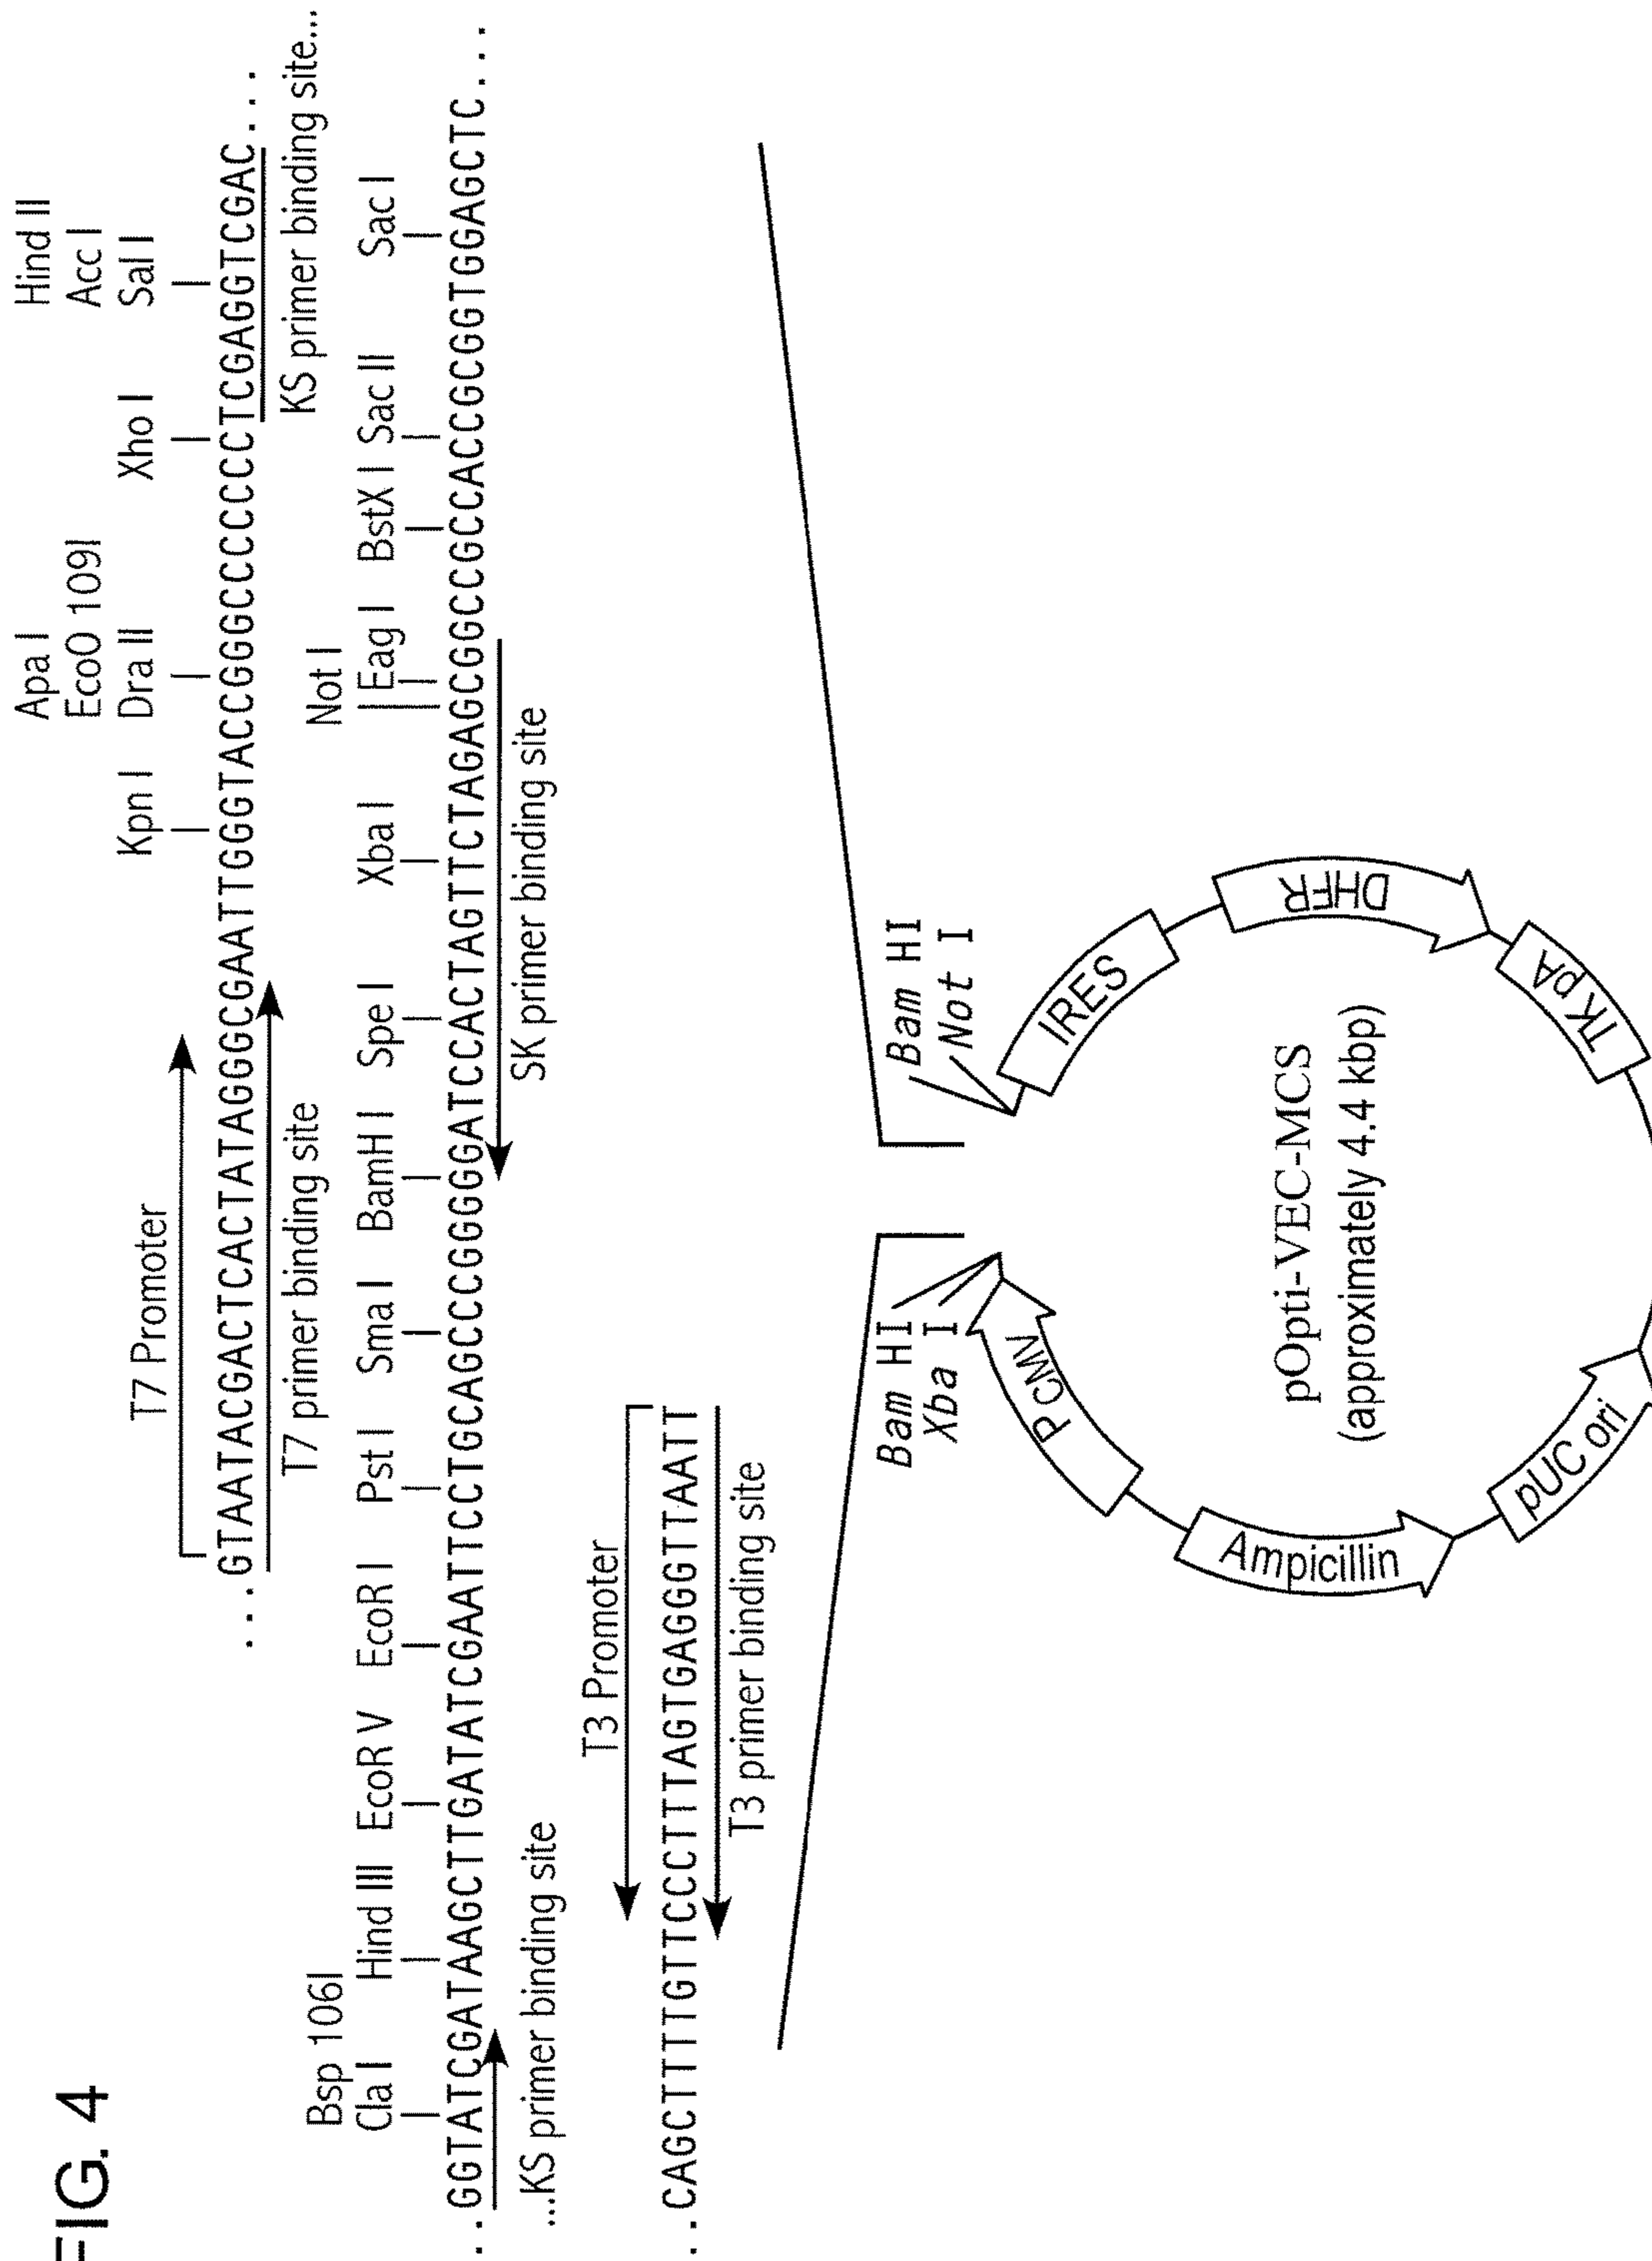 FIG. 4
T7 Promoter
Apa I
EcoO 109I
Kpn I Dra II Xho I
Hind II
Acc I
Sal I
...GTAATACGACTCACTATAGGGCGAATTGGGTACCGGGCCCCCCCTCGAGGTCGAC...
T7 primer binding site
KS primer binding site...
Bsp 106I
Not I
Cla I Hind III EcoR V EcoR I Pst I Sma I BamH I Spe I Xba I Eag I BstX I Sac II Sac I
..GGTATCGATAAGCTTGATATCGAATTCCTGCAGCCCGGGGGATCCACTAGTTCTAGAGCGGCCGCCACCGCGGTGGAGCTC...
...KS primer binding site
SK primer binding site
T3 Promoter
..CAGCTTTTGTTCCCTTTAGTGAGGGTTAATT
T3 primer binding site
Bam HI
Xba I
Bam HI
Not I
P CMV
IRES
DHFR
TK pA
pUC ori
Ampicillin
pOpti-VEC-MCS
(approximately 4.4 kbp)